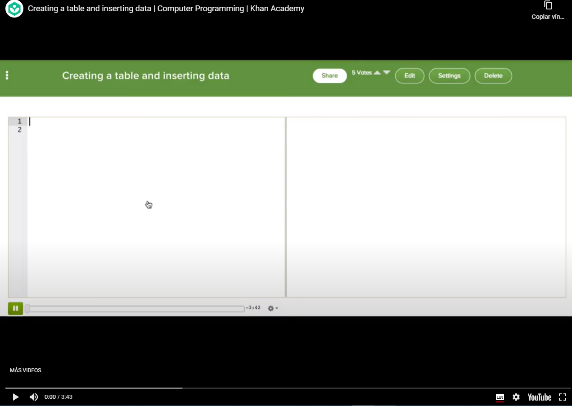 Creating a table and inserting data | Computer Programming | Khan Academy
Copiar vín...
Creating a table and inserting data
Share
5 Votes
Edit
Settings
Delete
1
2
-3:43
MÁS VIDEOS
0:00 / 3:43
YouTube